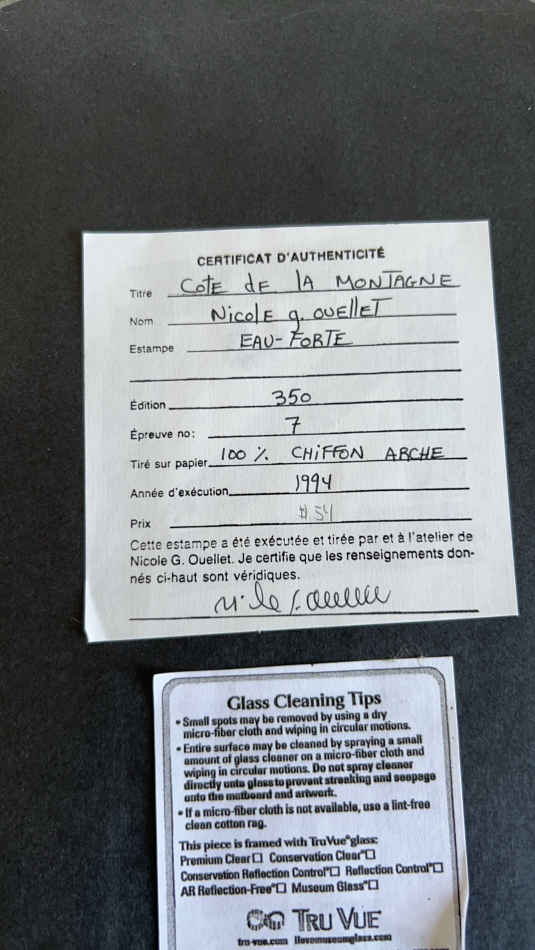 CERTIFICAT D'AUTHENTICITÉ
Titre COTE dE lA MONTAGNE
Nom NicolE g. OUEllET
Estampe EAU-FORTE
Édition 350
Épreuve no: 7
Tiré sur papier 100 % CHIFFON ARCHE
Année d'exécution 1994
Prix $ 54
Cette estampe a été exécutée et tirée par et à l'atelier de
Nicole G. Ouellet. Je certifie que les renseignements don-
nés ci-haut sont véridiques.
Glass Cleaning Tips
• Small spots may be removed by using a dry
micro-fiber cloth and wiping in circular motions.
• Entire surface may be cleaned by spraying a small
amount of glass cleaner on a micro-fiber cloth and
wiping in circular motions. Do not spray cleaner
directly onto glass to prevent streaking and seepage
onto the matboard and artwork.
• If a micro-fiber cloth is not available, use a lint-free
clean cotton rag.
This piece is framed with TruVue® glass:
Premium Clear☐ Conservation Clear®☐
Conservation Reflection Control®☐ Reflection Control®☐
AR Reflection-Free®☐ Museum Glass®☐
TRU VUE
tru-vue.com ilovemuseumglass.com